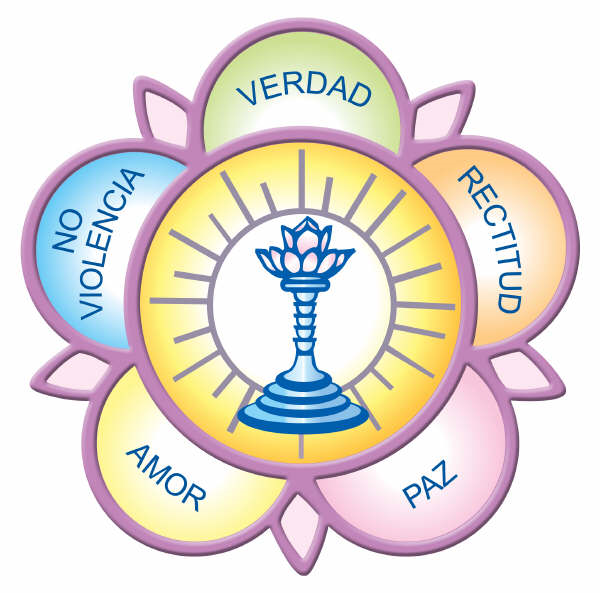 VERDAD
RECTITUD
PAZ
AMOR
NO
VIOLENCIA